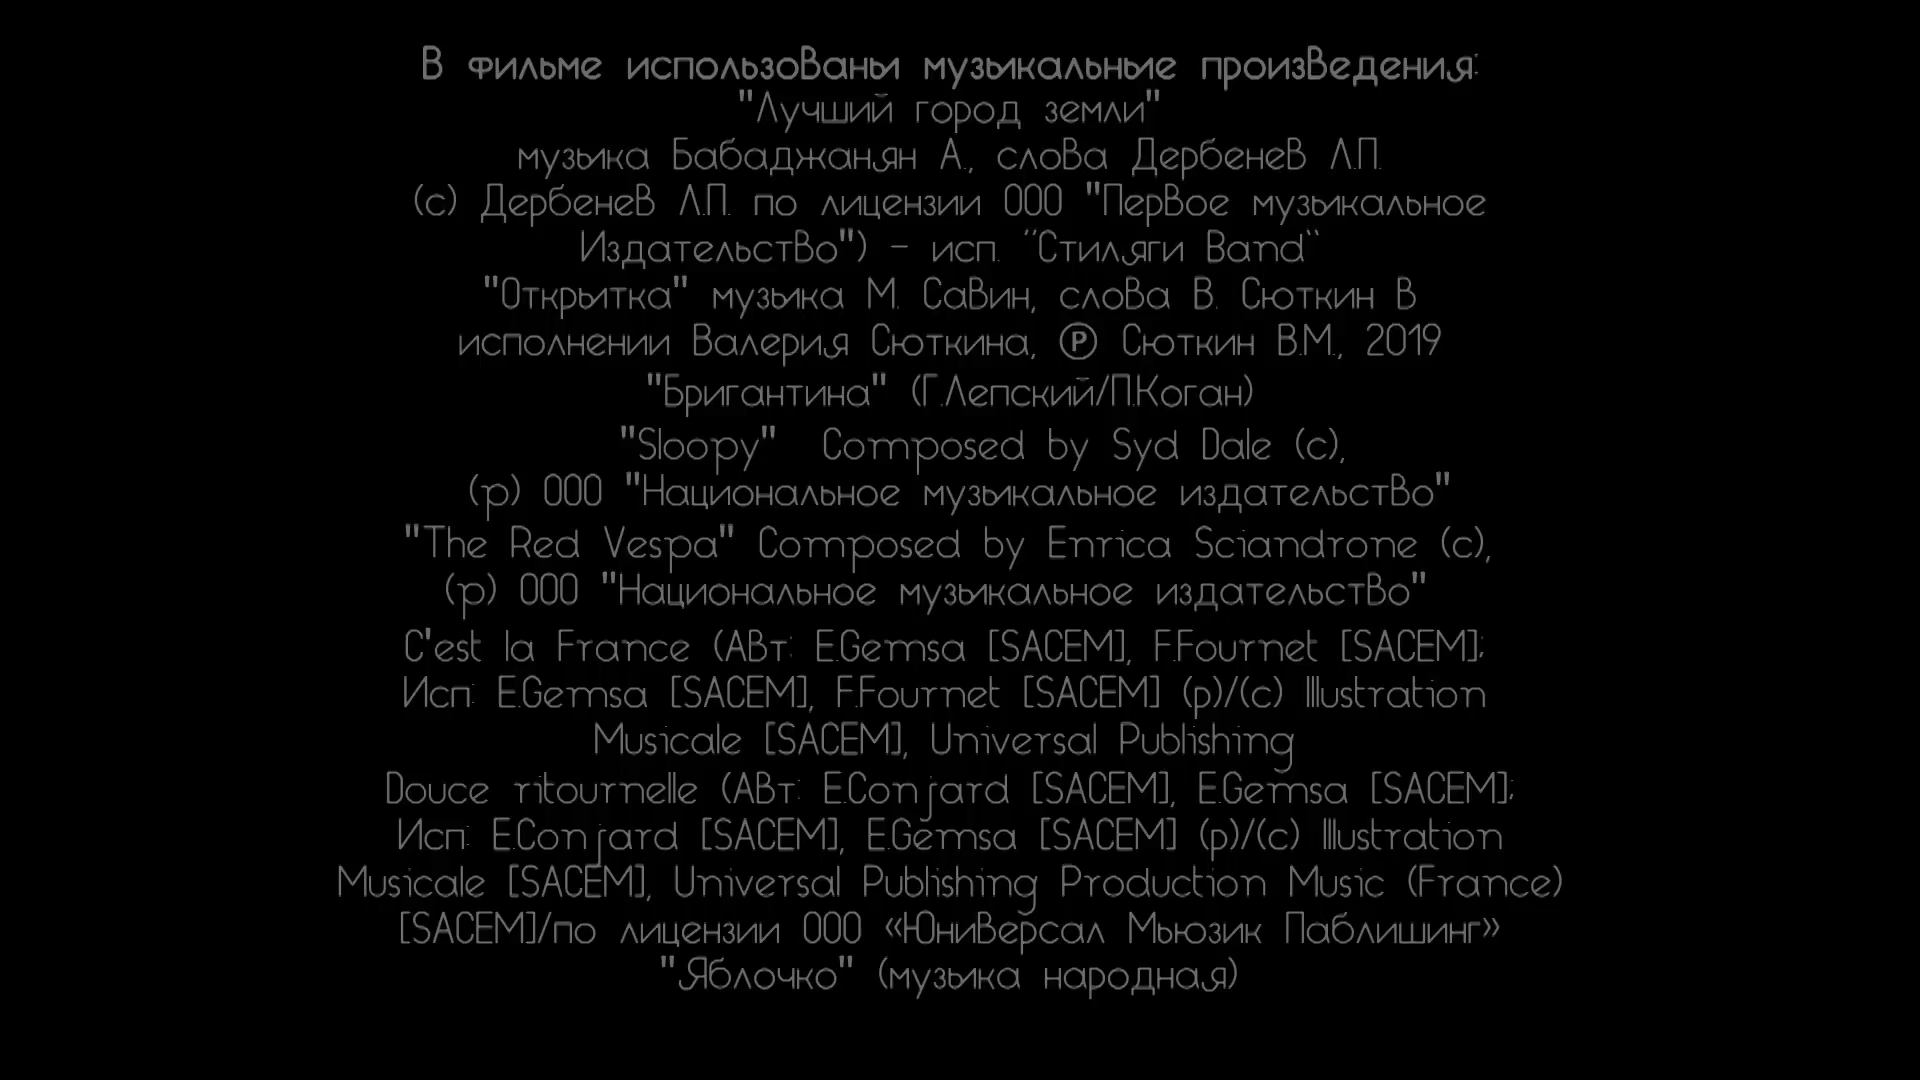 В фильме использованы музыкальные произведения:
"Лучший город земли"
музыка Бабаджанян А., слова Дербенев Л.П.
(с) Дербенев Л.П. по лицензии ООО "Первое музыкальное
Издательство") - исп. “Стиляги Band“
"Открытка" музыка М. Савин, слова В. Сюткин в
исполнении Валерия Сюткина, ℗ Сюткин В.М., 2019
"Бригантина" (Г.Лепский/П.Коган)
"Sloopy" Composed by Syd Dale (c),
(p) ООО "Национальное музыкальное издательство"
"The Red Vespa" Composed by Enrica Sciandrone (c),
(p) ООО "Национальное музыкальное издательство"
C'est la France (Авт: E.Gemsa [SACEM], F.Fournet [SACEM];
Исп: E.Gemsa [SACEM], F.Fournet [SACEM] (p)/(c) Illustration
Musicale [SACEM], Universal Publishing
Douce ritournelle (Авт: E.Conjard [SACEM], E.Gemsa [SACEM];
Исп: E.Conjard [SACEM], E.Gemsa [SACEM] (p)/(c) Illustration
Musicale [SACEM], Universal Publishing Production Music (France)
[SACEM]/по лицензии ООО «Юниверсал Мьюзик Паблишинг»
"Яблочко" (музыка народная)